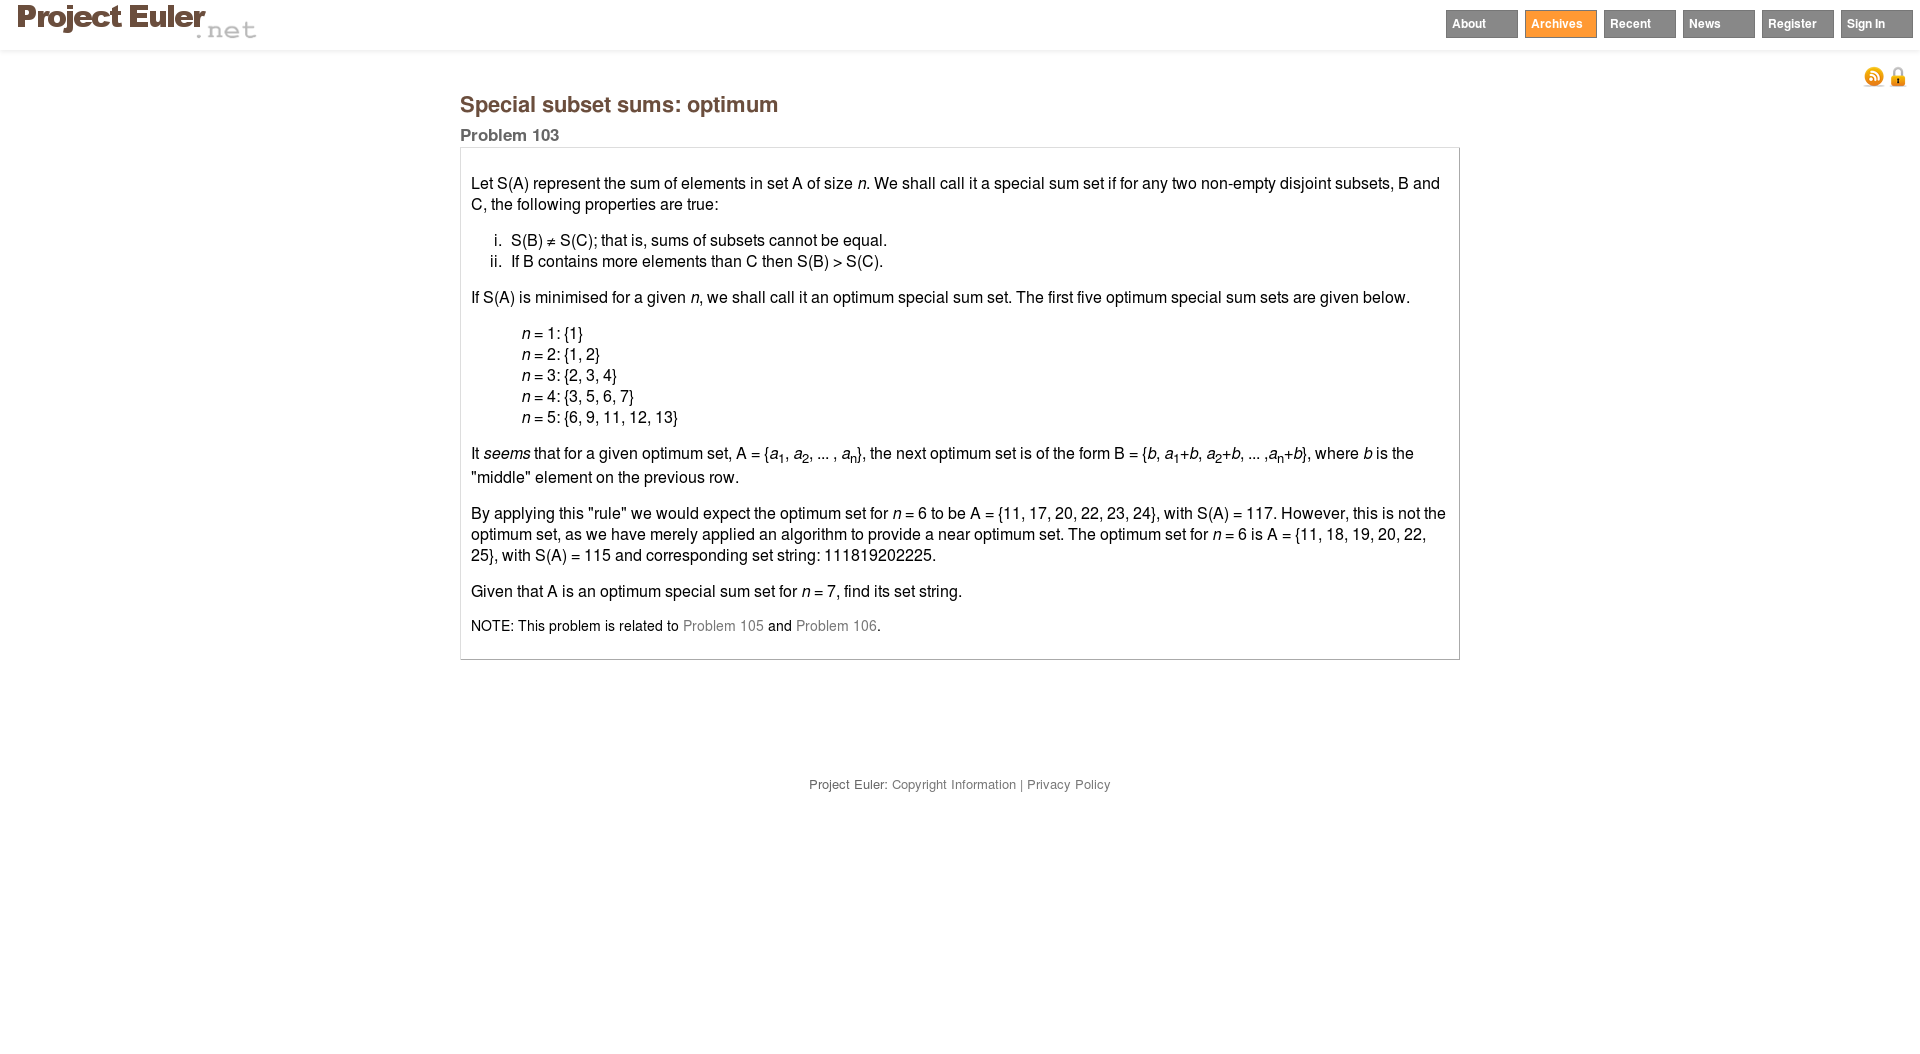 Project Euler
.net
About
Archives
Recent
News
Register
Sign In
Special subset sums: optimum
Problem 103
Let S(A) represent the sum of elements in set A of size n. We shall call it a special sum set if for any two non-empty disjoint subsets, B and
C, the following properties are true:
i. S(B) ≠ S(C); that is, sums of subsets cannot be equal.
ii. If B contains more elements than C then S(B) > S(C).
If S(A) is minimised for a given n, we shall call it an optimum special sum set. The first five optimum special sum sets are given below.
n = 1: {1}
n = 2: {1, 2}
n = 3: {2, 3, 4}
n = 4: {3, 5, 6, 7}
n = 5: {6, 9, 11, 12, 13}
It seems that for a given optimum set, A = {a1, a2, ... , an}, the next optimum set is of the form B = {b, a1+b, a2+b, ... ,an+b}, where b is the
"middle" element on the previous row.
By applying this "rule" we would expect the optimum set for n = 6 to be A = {11, 17, 20, 22, 23, 24}, with S(A) = 117. However, this is not the
optimum set, as we have merely applied an algorithm to provide a near optimum set. The optimum set for n = 6 is A = {11, 18, 19, 20, 22,
25}, with S(A) = 115 and corresponding set string: 111819202225.
Given that A is an optimum special sum set for n = 7, find its set string.
NOTE: This problem is related to Problem 105 and Problem 106.
Project Euler: Copyright Information | Privacy Policy